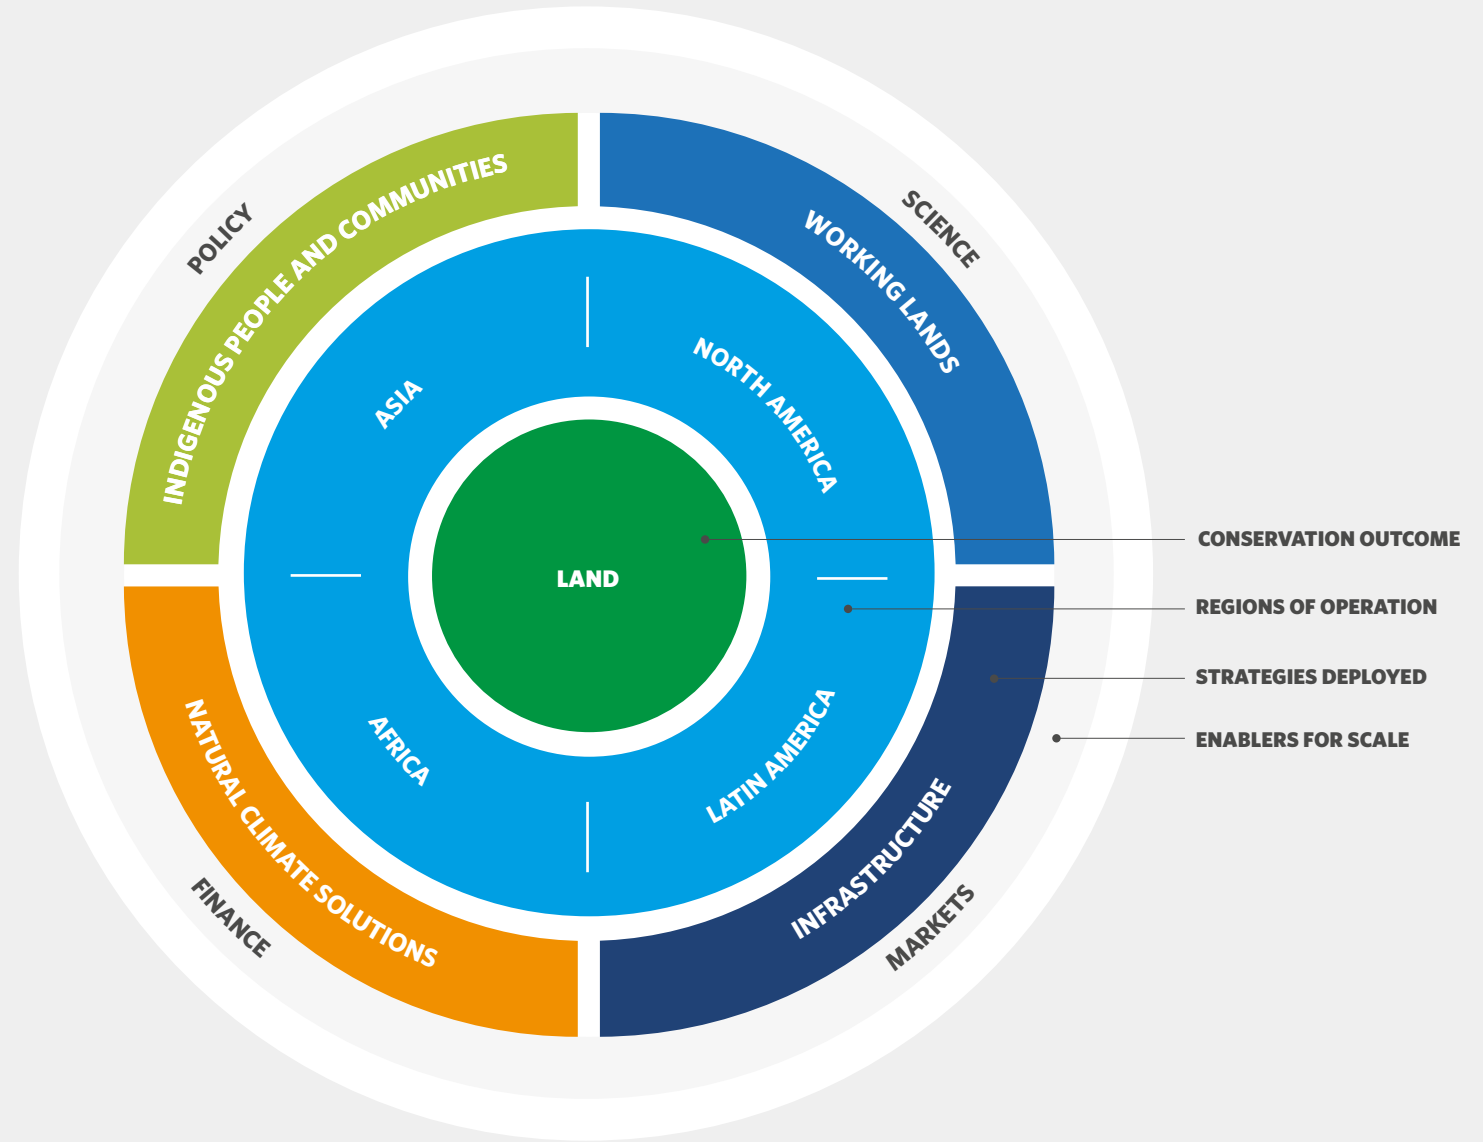 POLICY
SCIENCE
INDIGENOUS PEOPLE AND COMMUNITIES
WORKING LANDS
ASIA
NORTH AMERICA
LAND
CONSERVATION OUTCOME
REGIONS OF OPERATION
STRATEGIES DEPLOYED
ENABLERS FOR SCALE
AFRICA
LATIN AMERICA
NATURAL CLIMATE SOLUTIONS
INFRASTRUCTURE
FINANCE
MARKETS